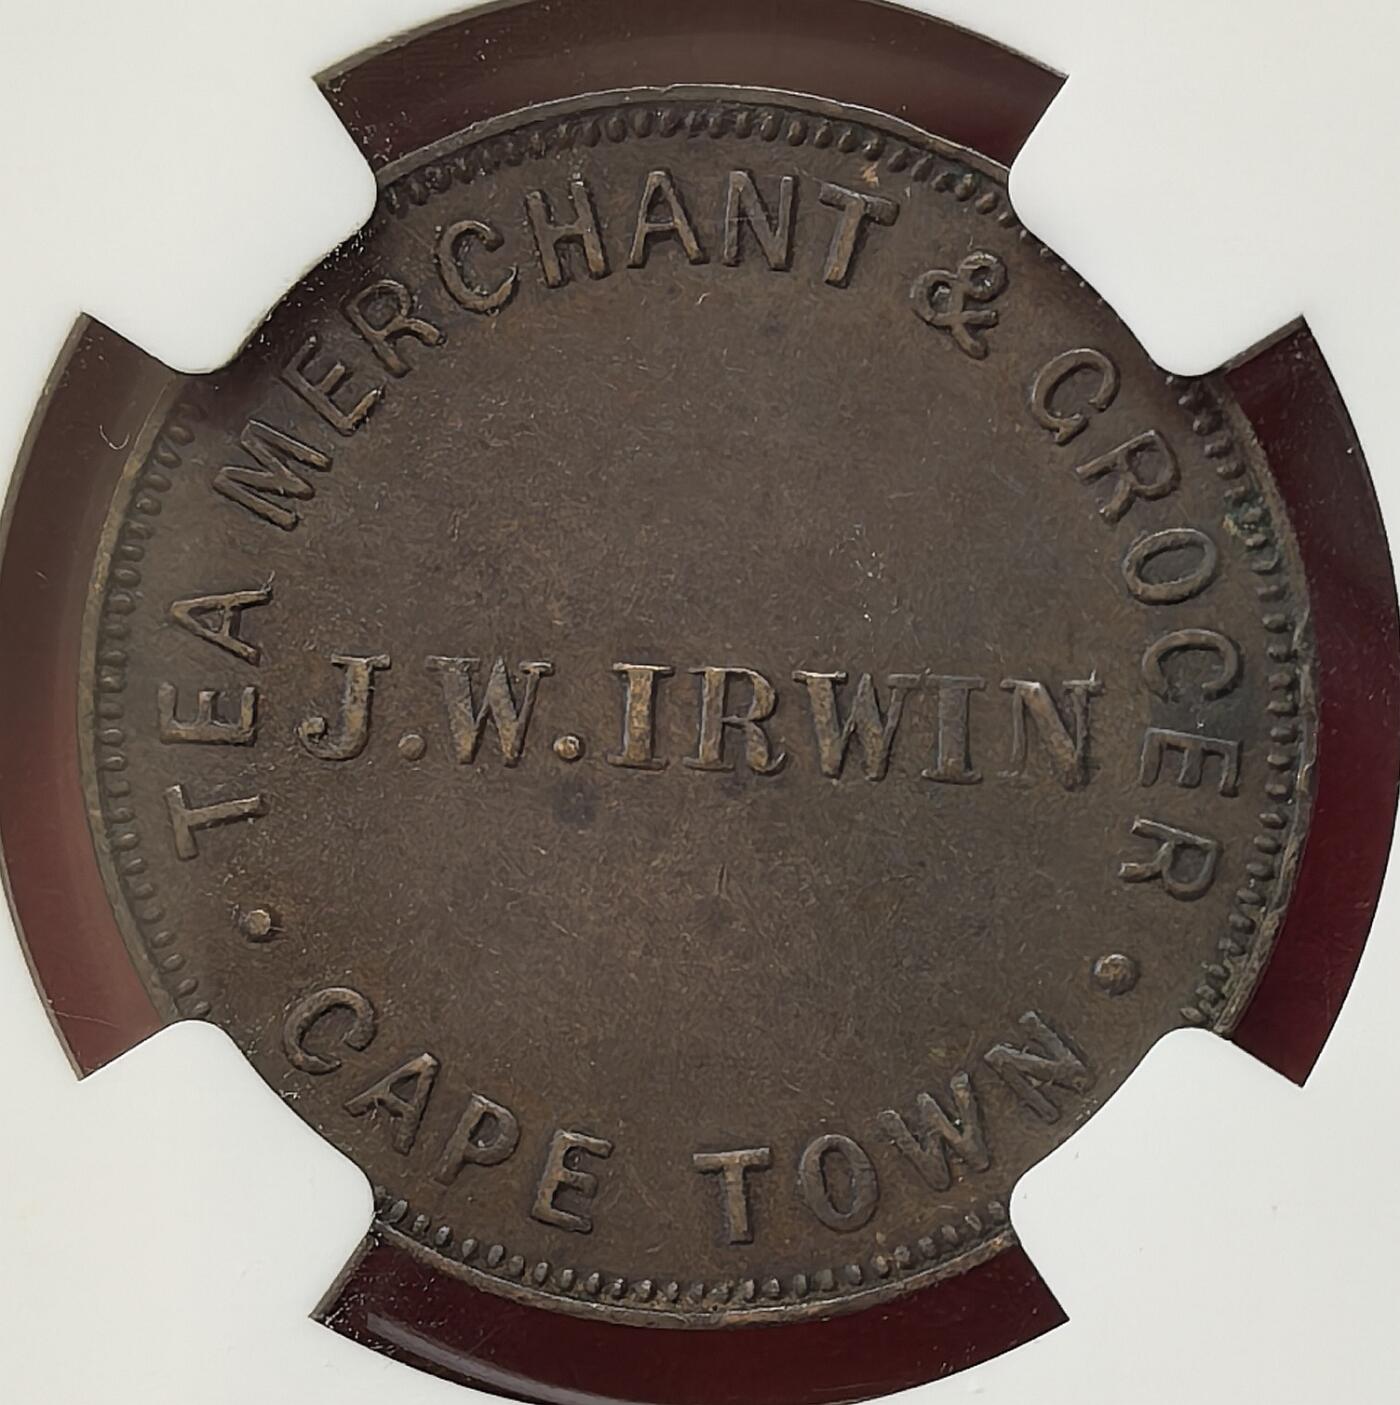 TEA MERCHANT & GROCER
J.W.IRWIN
• CAPE TOWN •